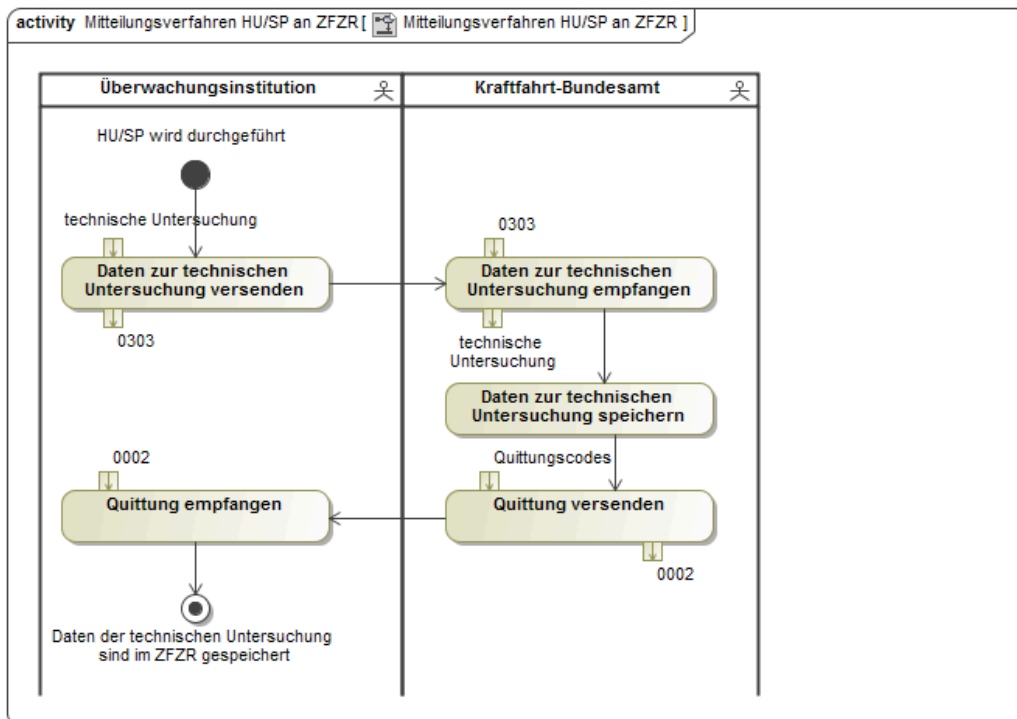 activity Mitteilungsverfahren HU/SP an ZFZR [ Mitteilungsverfahren HU/SP an ZFZR ]
Überwachungsinstitution
Kraftfahrt-Bundesamt
HU/SP wird durchgeführt
technische Untersuchung
0303
Daten zur technischen
Untersuchung versenden
Daten zur technischen
Untersuchung empfangen
0303
technische
Untersuchung
Daten zur technischen
Untersuchung speichern
0002
Quittungscodes
Quittung empfangen
Quittung versenden
0002
Daten der technischen Untersuchung
sind im ZFZR gespeichert